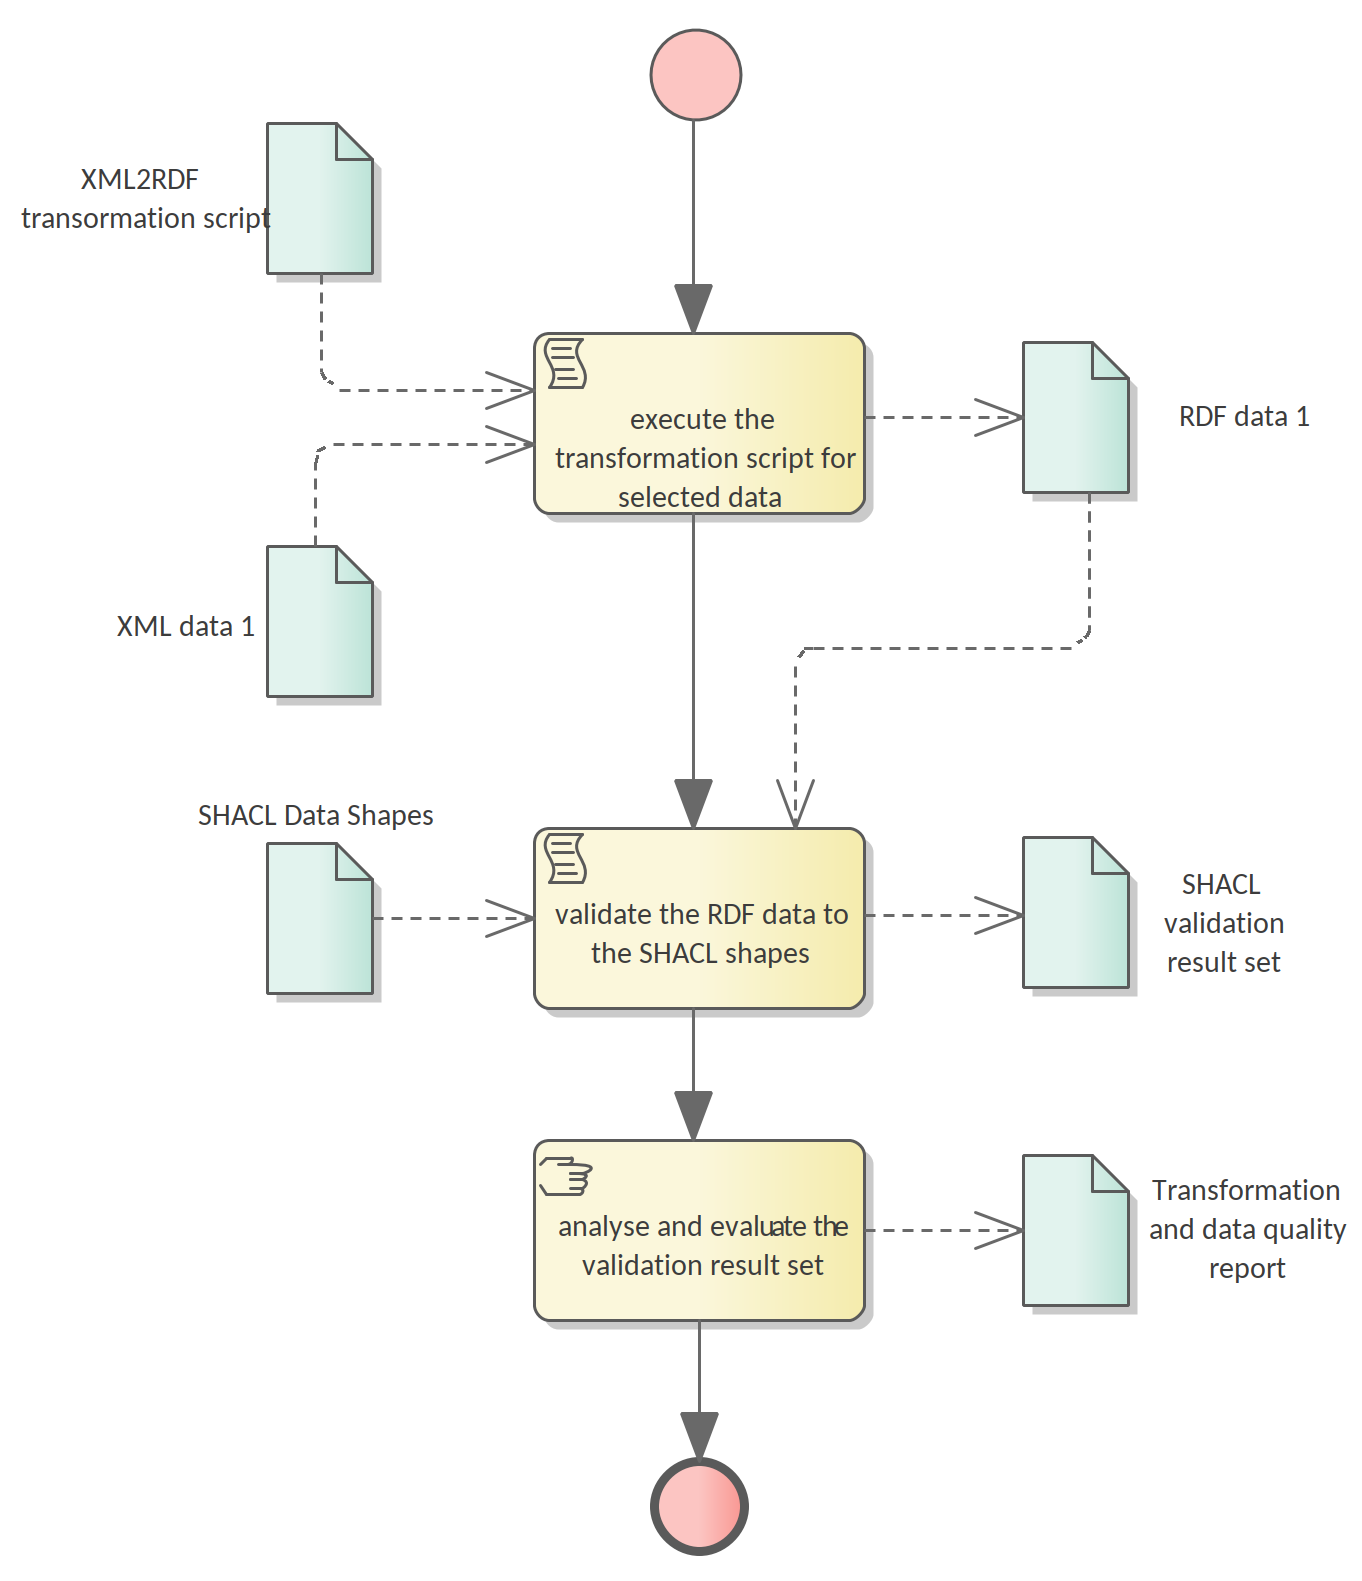 XML2RDF
transormation script
execute the
transformation script for
selected data
RDF data 1
XML data 1
SHACL Data Shapes
validate the RDF data to
the SHACL shapes
SHACL
validation
result set
analyse and evaluate the
validation result set
Transformation
and data quality
report